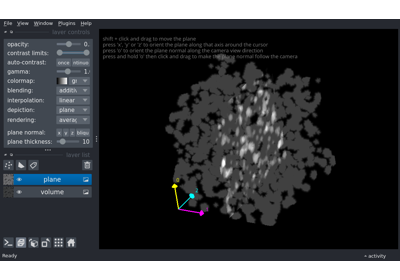 File View Window Plugins Help
layer controls
opacity: 0.
contrast limits:
auto-contrast: once
gamma: 1.
colormap: gr
blending: additiv
interpolation: linear
depiction: plane
rendering: averag
plane normal: x y z
plane thickness: 10
layer list
plane
volume
Ready
activity
shift + click and drag to move the plane
press 'x', 'y' or 'z' to orient the plane along that axis around the cursor
press 'o' to orient the plane normal along the camera view direction
press and hold 'o' then click and drag to make the plane normal follow the camera